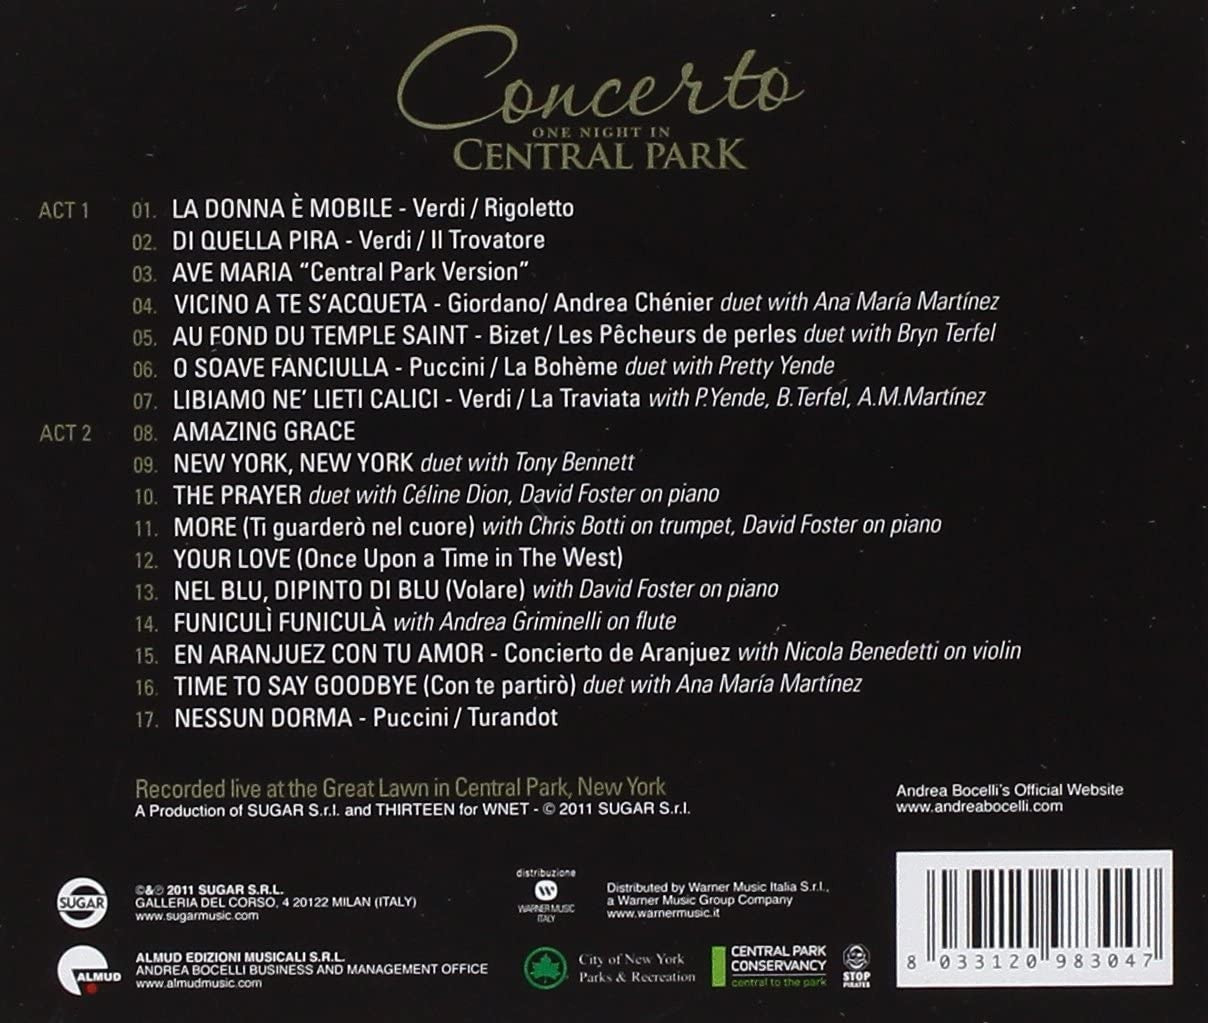 Concerto
ONE NIGHT IN
CENTRAL PARK
ACT 1 01. LA DONNA È MOBILE - Verdi / Rigoletto
02. DI QUELLA PIRA - Verdi / Il Trovatore
03. AVE MARIA “Central Park Version”
04. VICINO A TE S'ACQUETA - Giordano/ Andrea Chénier duet with Ana María Martínez
05. AU FOND DU TEMPLE SAINT - Bizet / Les Pêcheurs de perles duet with Bryn Terfel
06. O SOAVE FANCIULLA - Puccini / La Bohème duet with Pretty Yende
07. LIBIAMO NE' LIETI CALICI - Verdi / La Traviata with P.Yende, B.Terfel, A.M.Martínez
ACT 2 08. AMAZING GRACE
09. NEW YORK, NEW YORK duet with Tony Bennett
10. THE PRAYER duet with Céline Dion, David Foster on piano
11. MORE (Ti guarderò nel cuore) with Chris Botti on trumpet, David Foster on piano
12. YOUR LOVE (Once Upon a Time in The West)
13. NEL BLU, DIPINTO DI BLU (Volare) with David Foster on piano
14. FUNICULÌ FUNICULÀ with Andrea Griminelli on flute
15. EN ARANJUEZ CON TU AMOR - Concierto de Aranjuez with Nicola Benedetti on violin
16. TIME TO SAY GOODBYE (Con te partirò) duet with Ana María Martínez
17. NESSUN DORMA - Puccini / Turandot
Recorded live at the Great Lawn in Central Park, New York
A Production of SUGAR S.r.l. and THIRTEEN for WNET - © 2011 SUGAR S.r.l.
Andrea Bocelli's Official Website
www.andreabocelli.com
SUGAR
©&℗ 2011 SUGAR S.R.L.
GALLERIA DEL CORSO, 4 20122 MILAN (ITALY)
www.sugarmusic.com
distribuzione
WARNER MUSIC
ITALY
Distributed by Warner Music Italia S.r.l.,
a Warner Music Group Company
www.warnermusic.it
ALMUD
ALMUD EDIZIONI MUSICALI S.R.L.
ANDREA BOCELLI BUSINESS AND MANAGEMENT OFFICE
www.almudmusic.com
City of New York
Parks & Recreation
CENTRAL PARK
CONSERVANCY
central to the park
STOP
PIRATES
8 033120 983047